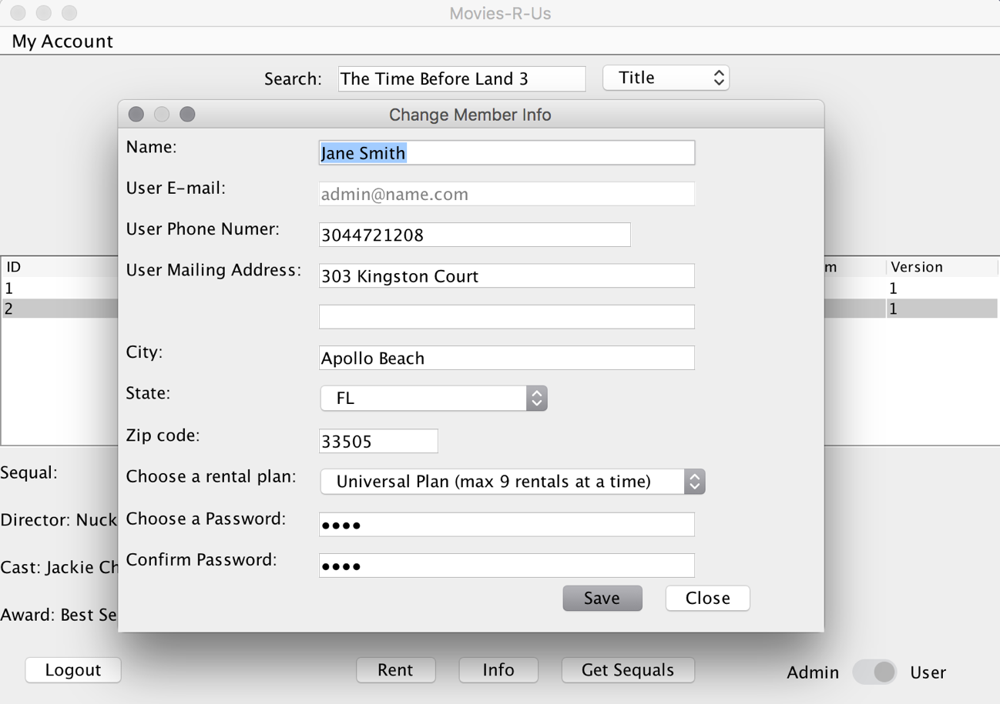 Movies-R-Us
My Account
Search: The Time Before Land 3 Title
Change Member Info
Name: Jane Smith
User E-mail: admin@name.com
User Phone Numer: 3044721208
User Mailing Address: 303 Kingston Court
City: Apollo Beach
State: FL
Zip code: 33505
Choose a rental plan: Universal Plan (max 9 rentals at a time)
Choose a Password: ••••
Confirm Password: ••••
Save Close
ID m Version
1 1
2 1
Sequal:
Director: Nuck
Cast: Jackie Ch
Award: Best Se
Logout Rent Info Get Sequals Admin User